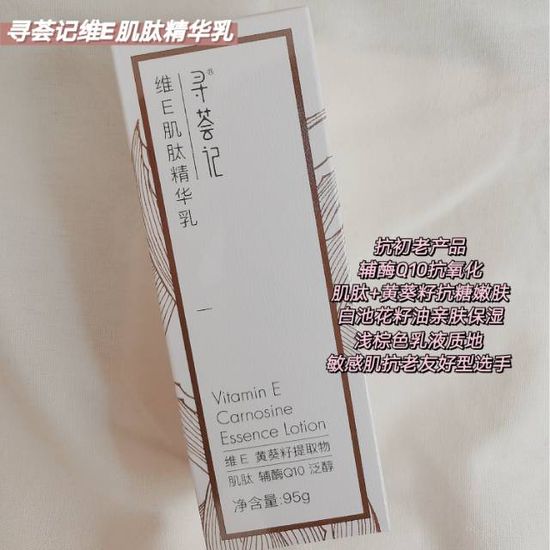 寻荟记维E肌肽精华乳
寻荟记®
维E肌肽精华乳
抗初老产品
辅酶Q10抗氧化
肌肽+黄葵籽抗糖嫩肤
白池花籽油亲肤保湿
浅棕色乳液质地
敏感肌抗老友好型选手
Vitamin E
Carnosine
Essence Lotion
维E 黄葵籽提取物
肌肽 辅酶Q10 泛醇
净含量:95g